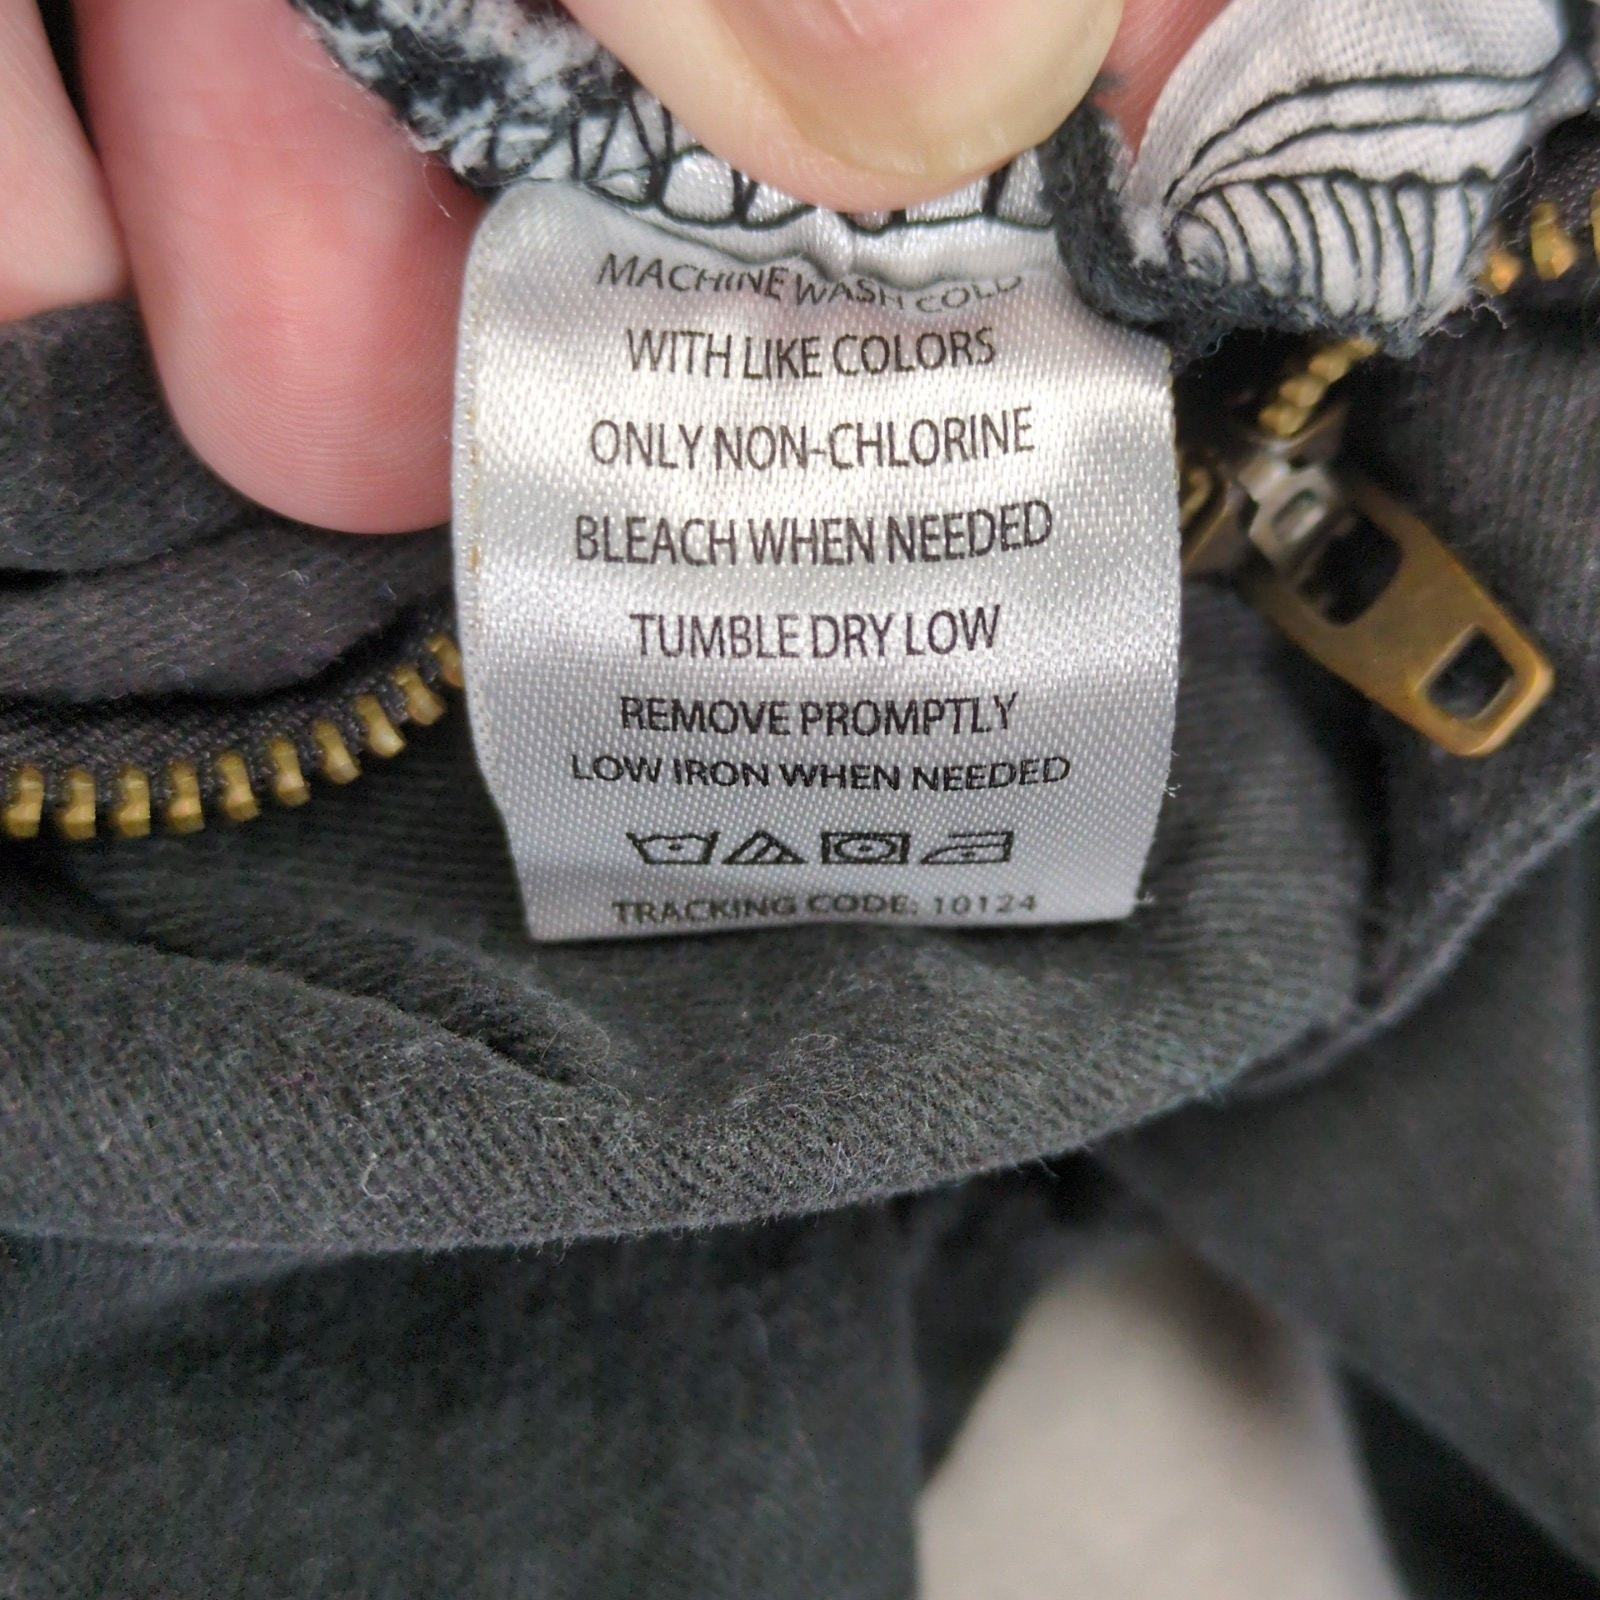 MACHINE WASH COLD
WITH LIKE COLORS
ONLY NON-CHLORINE
BLEACH WHEN NEEDED
TUMBLE DRY LOW
REMOVE PROMPTLY
LOW IRON WHEN NEEDED
TRACKING CODE: 10124